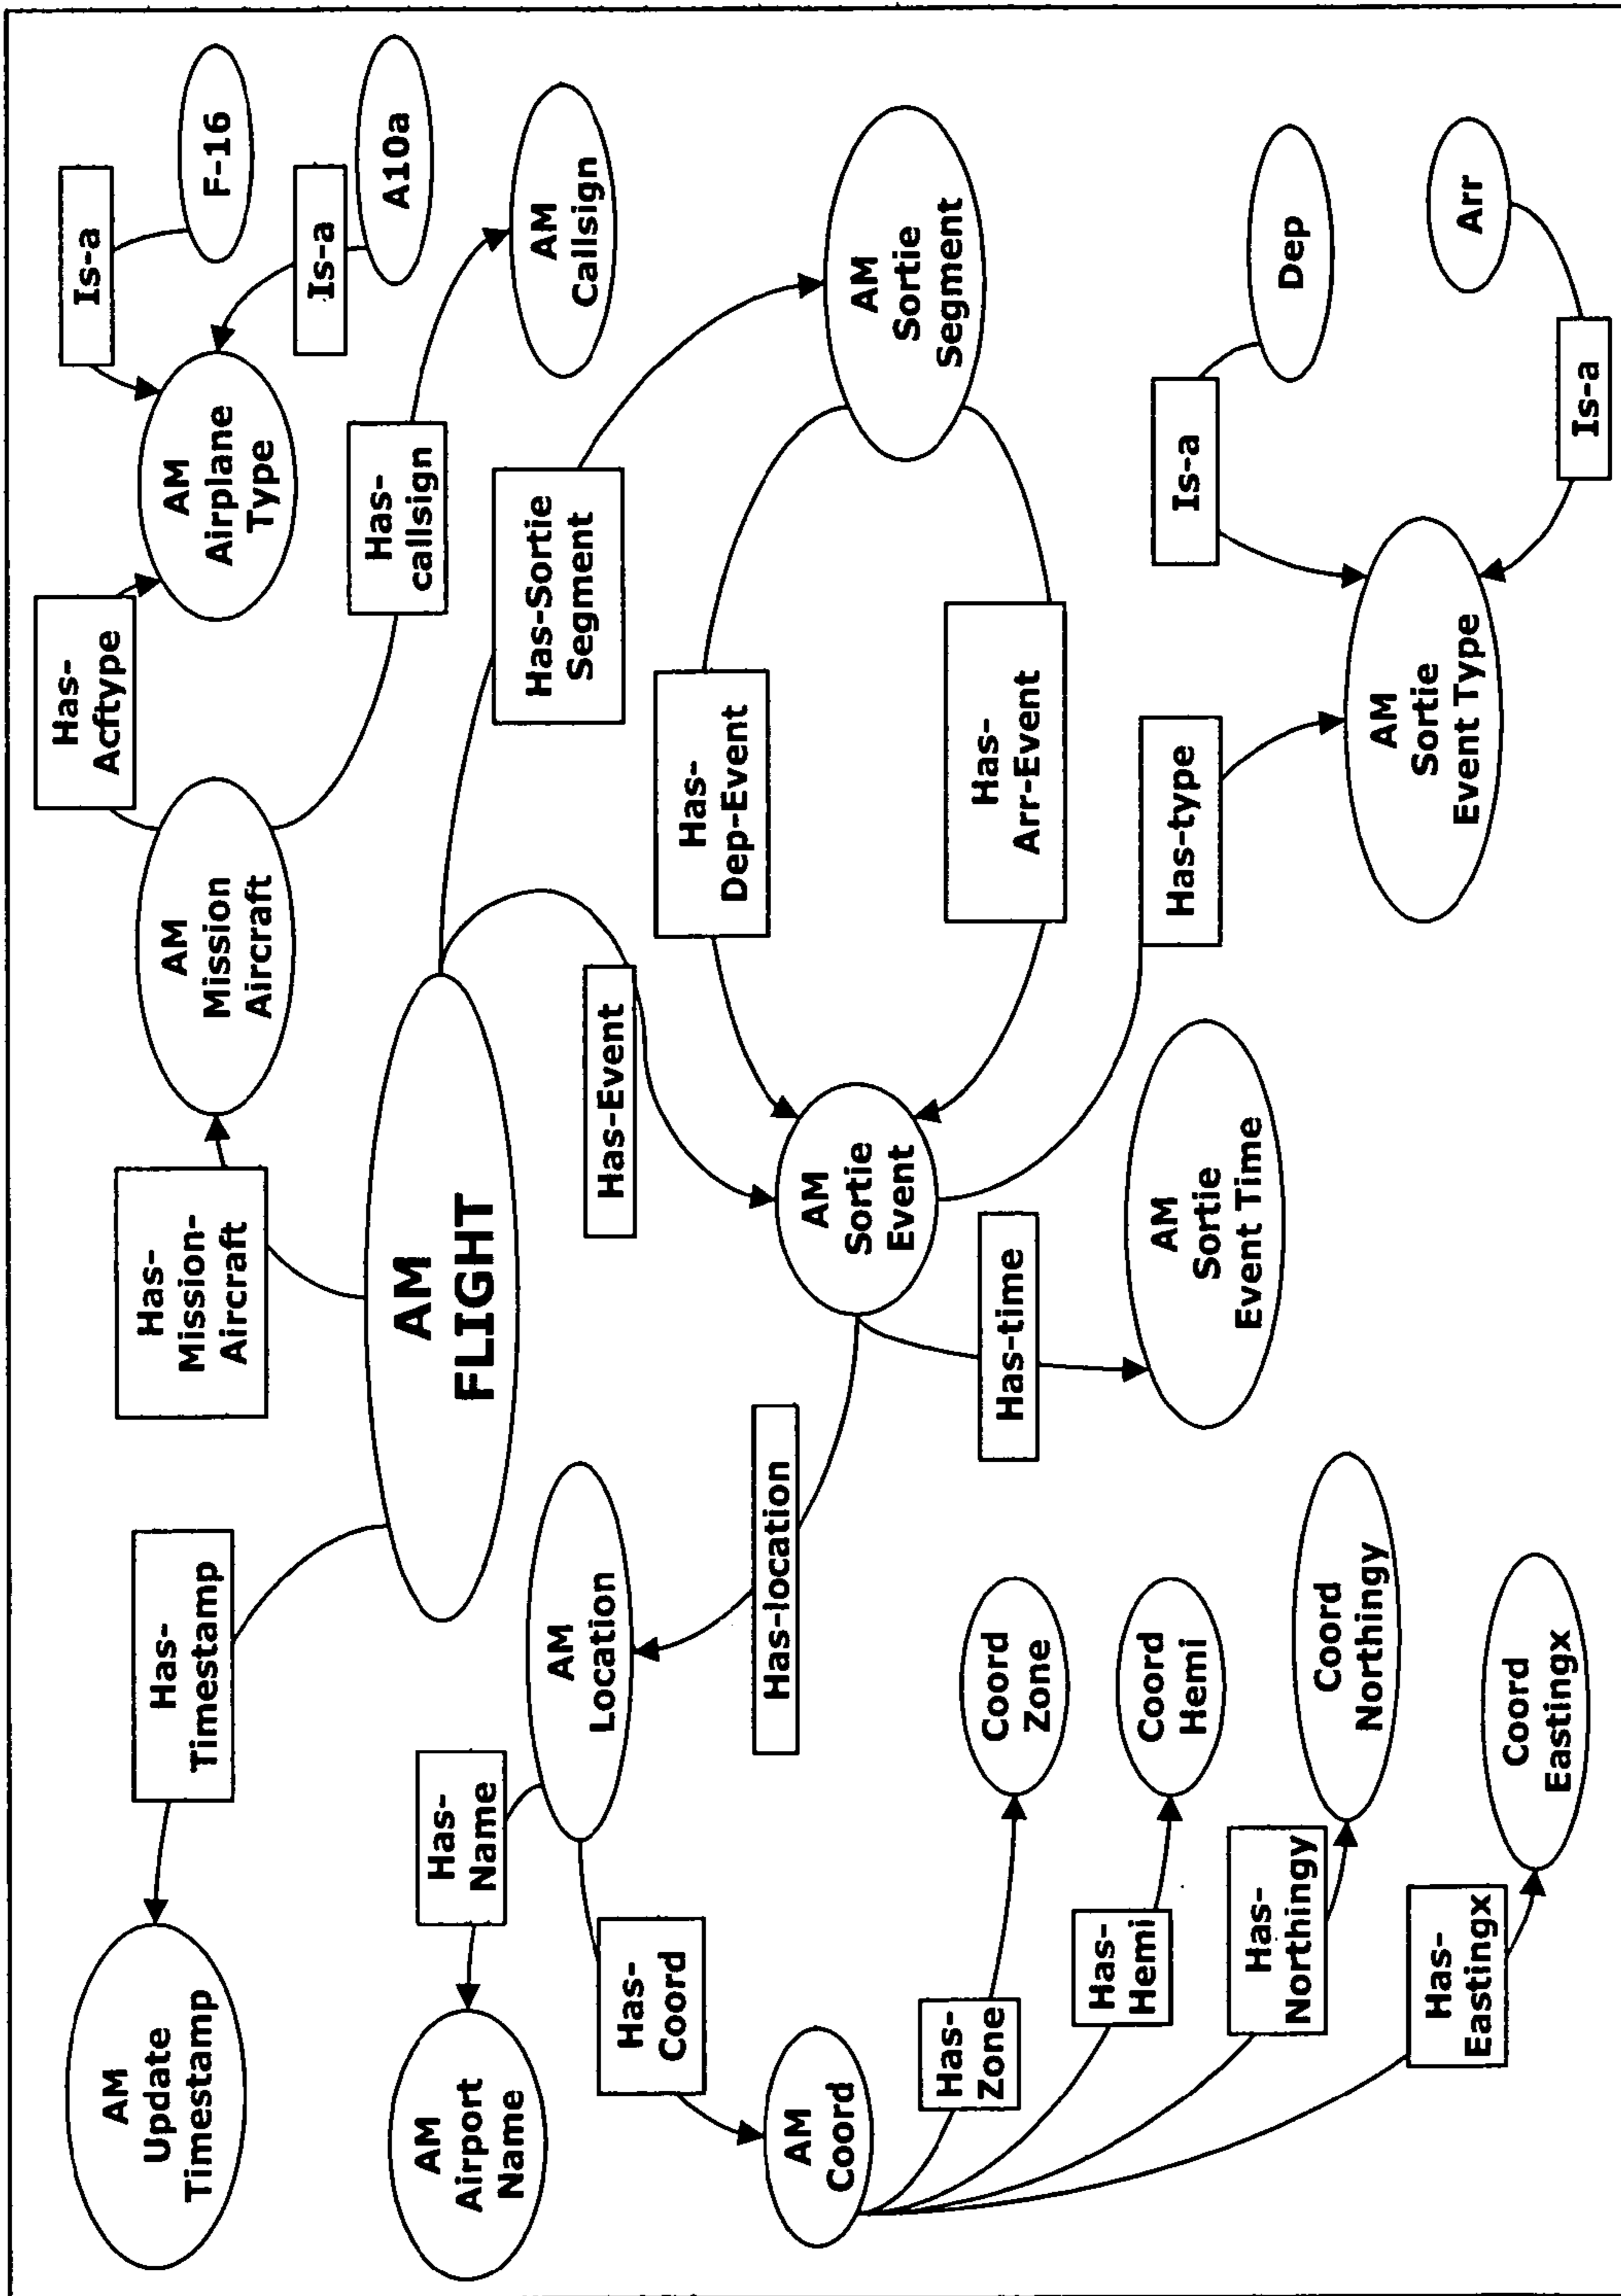 AM
Update
Timestamp
Has-
Timestamp
Has-
Mission-
Aircraft
AM
Mission
Aircraft
Has-
Acftype
AM
Airplane
Type
Is-a
F-16
Is-a
A10a
AM
Airport
Name
Has-
Name
AM
FLIGHT
Has-
callsign
AM
Callsign
Has-
Coord
AM
Location
Has-Event
Has-Sortie
Segment
AM
Coord
Has-location
AM
Sortie
Event
Has-
Dep-Event
AM
Sortie
Segment
Has-
Zone
Coord
Zone
Has-time
Has-
Arr-Event
Has-
Hemi
Coord
Hemi
AM
Sortie
Event Time
Has-type
Is-a
Dep
Has-
Northingy
Coord
Northingy
AM
Sortie
Event Type
Arr
Has-
Eastingx
Coord
Eastingx
Is-a